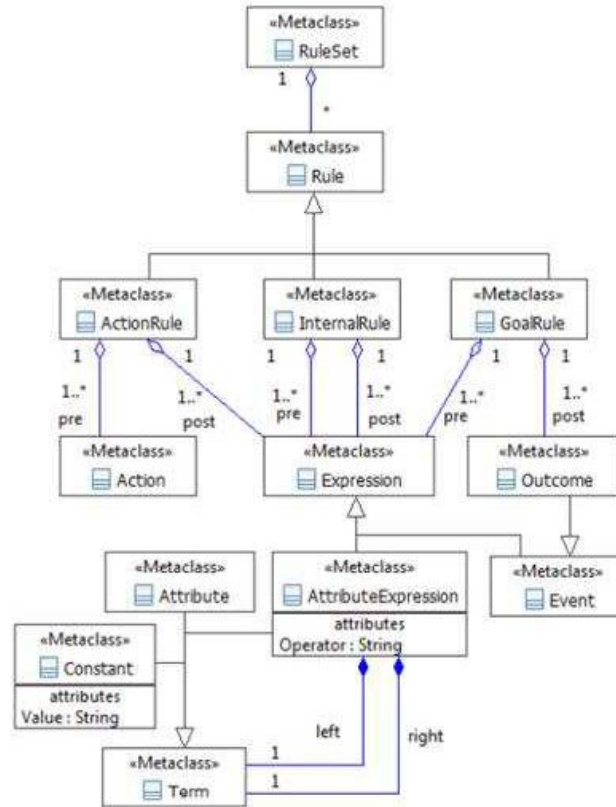 «Metaclass»
RuleSet
1
*
«Metaclass»
Rule
«Metaclass»
ActionRule
«Metaclass»
InternalRule
«Metaclass»
GoalRule
1
1
1
1
1
1
1..*
pre
1..*
post
1..*
pre
1..*
post
1..*
pre
1..*
post
«Metaclass»
Action
«Metaclass»
Expression
«Metaclass»
Outcome
«Metaclass»
Attribute
«Metaclass»
AttributeExpression
attributes
Operator : String
«Metaclass»
Event
«Metaclass»
Constant
attributes
Value : String
left
right
1
1
«Metaclass»
Term